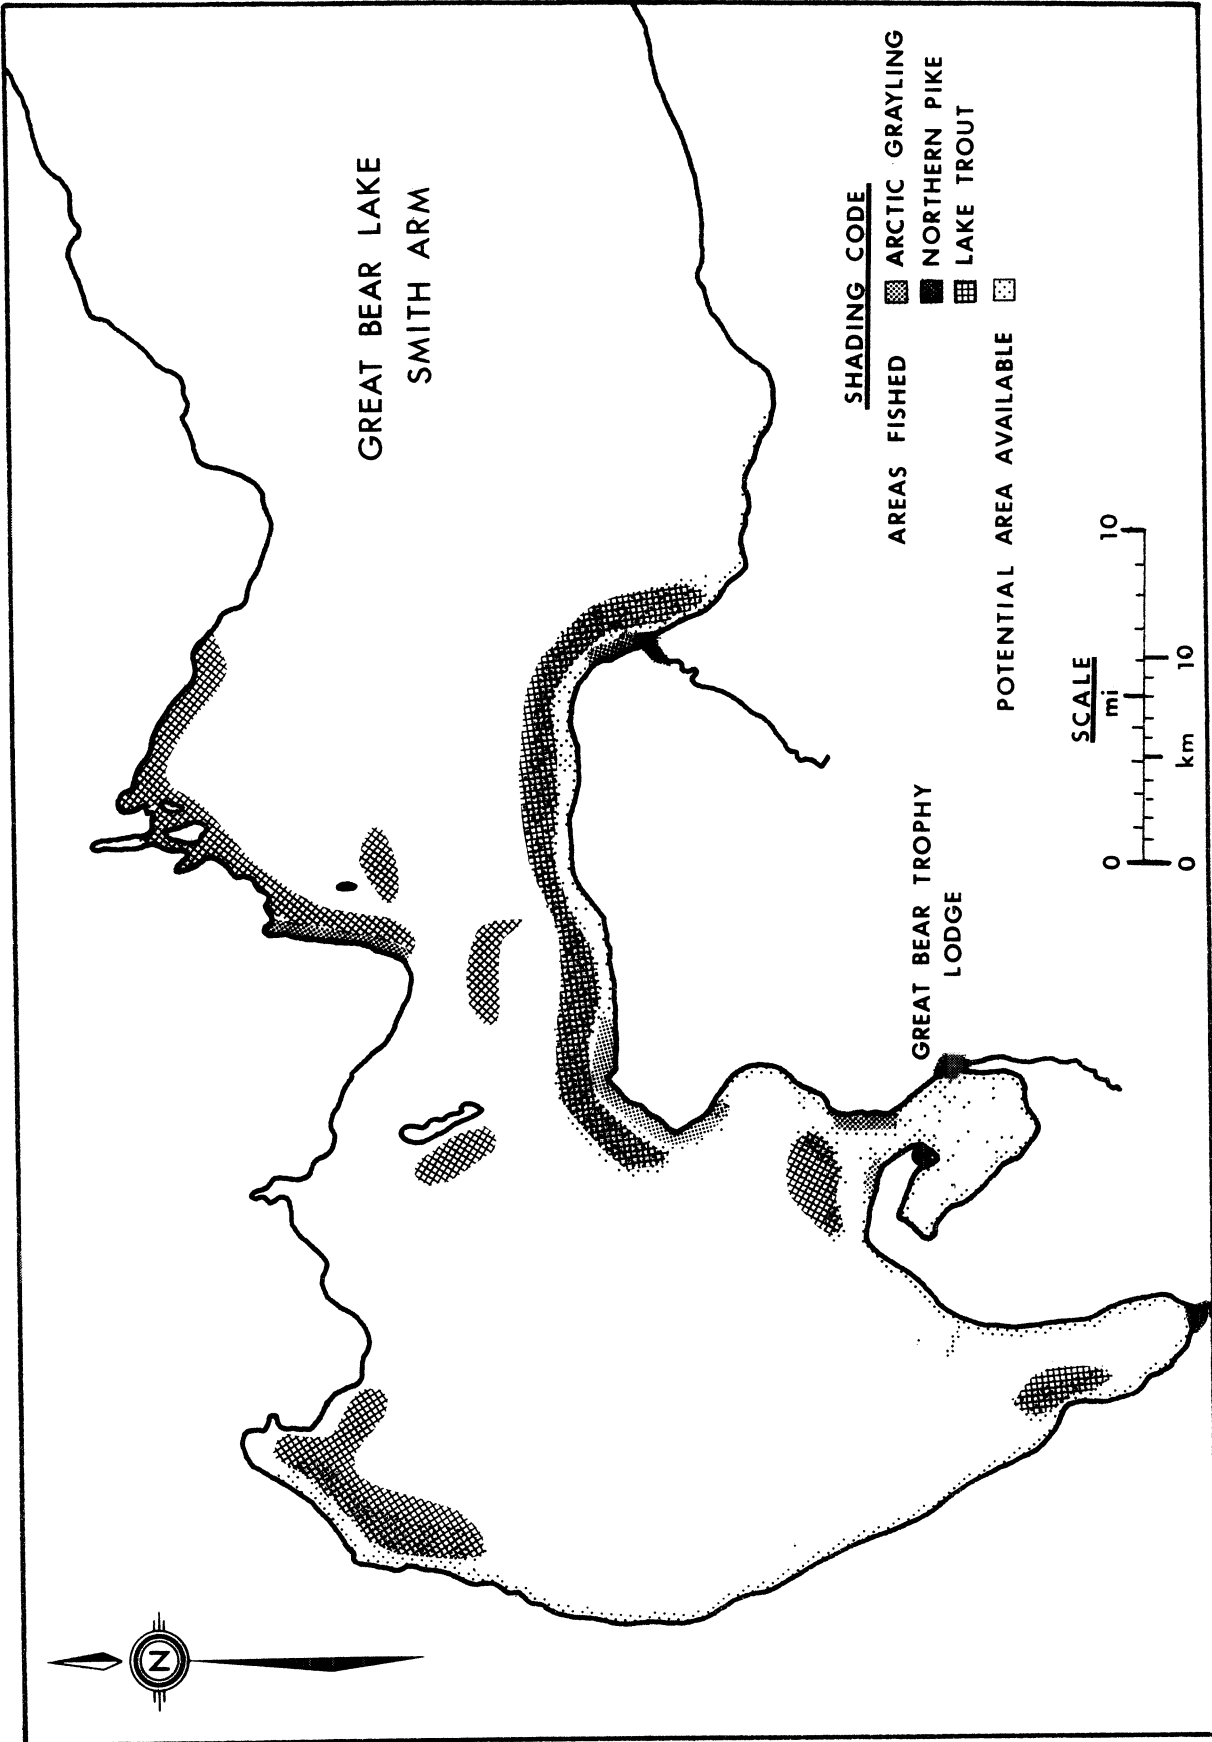 GREAT BEAR LAKE
SMITH ARM
SHADING CODE
AREAS FISHED
ARCTIC GRAYLING
NORTHERN PIKE
LAKE TROUT
POTENTIAL AREA AVAILABLE
GREAT BEAR TROPHY
LODGE
SCALE
mi
0 10
0 10
km
N